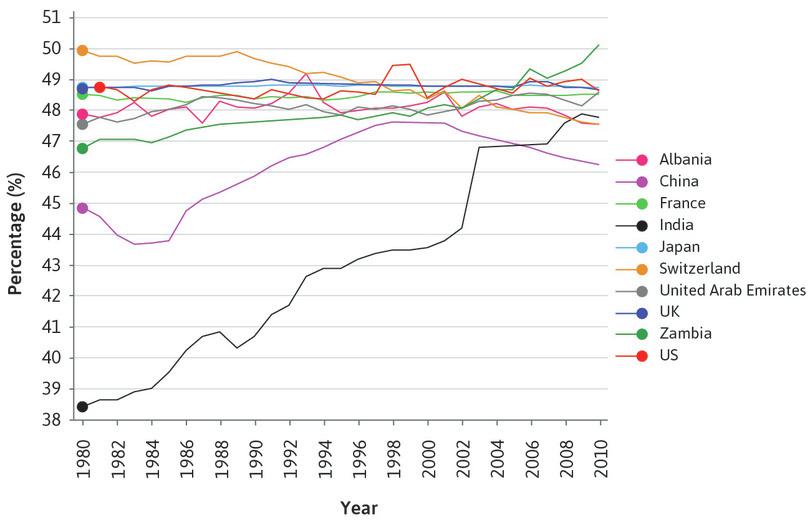 51
50
49
48
47
46
45
44
43
42
41
40
39
38
Percentage (%)
1980
1982
1984
1986
1988
1990
1992
1994
1996
1998
2000
2002
2004
2006
2008
2010
Year
Albania
China
France
India
Japan
Switzerland
United Arab Emirates
UK
Zambia
US